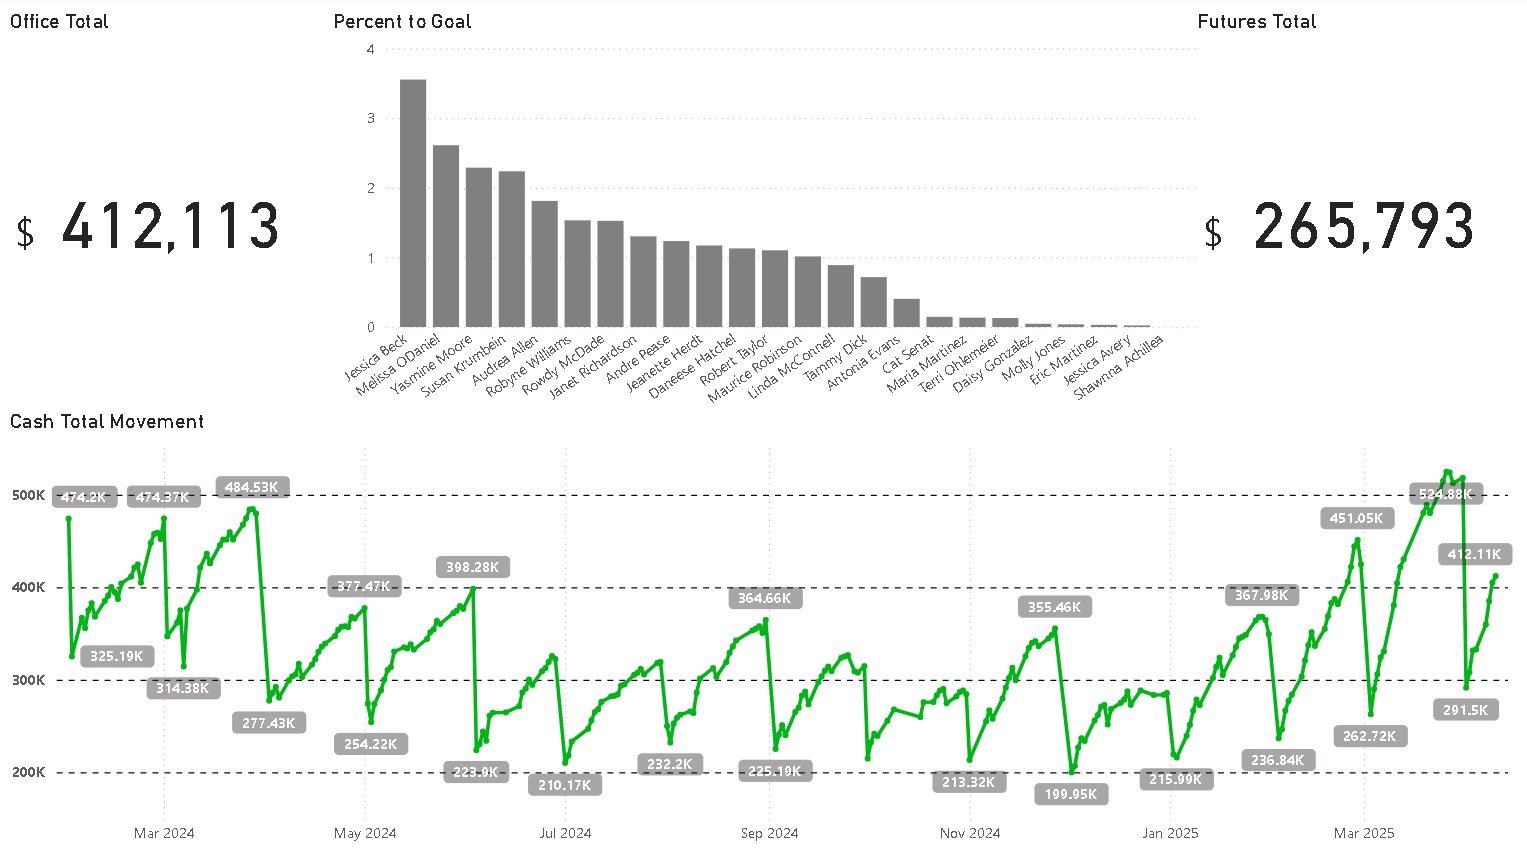 Office Total
$ 412,113
Percent to Goal
4
3
2
1
0
Jessica Beck
Melissa ODaniel
Yasmine Moore
Susan Krumbein
Audrea Allen
Robyne Williams
Rowdy McDade
Janet Richardson
Andre Pease
Jeanette Herdt
Daneese Hatchel
Robert Taylor
Maurice Robinson
Linda McConnell
Tammy Dick
Antonia Evans
Cat Senat
Maria Martinez
Terri Ohlemeier
Daisy Gonzalez
Molly Jones
Eric Martinez
Jessica Avery
Shawnna Achillea
Futures Total
$ 265,793
Cash Total Movement
500K
400K
300K
200K
474.2K
325.19K
474.37K
314.38K
484.53K
277.43K
377.47K
254.22K
398.28K
223.9K
210.17K
232.2K
364.66K
225.19K
213.32K
355.46K
199.95K
215.99K
367.98K
236.84K
451.05K
262.72K
524.88K
412.11K
291.5K
Mar 2024
May 2024
Jul 2024
Sep 2024
Nov 2024
Jan 2025
Mar 2025